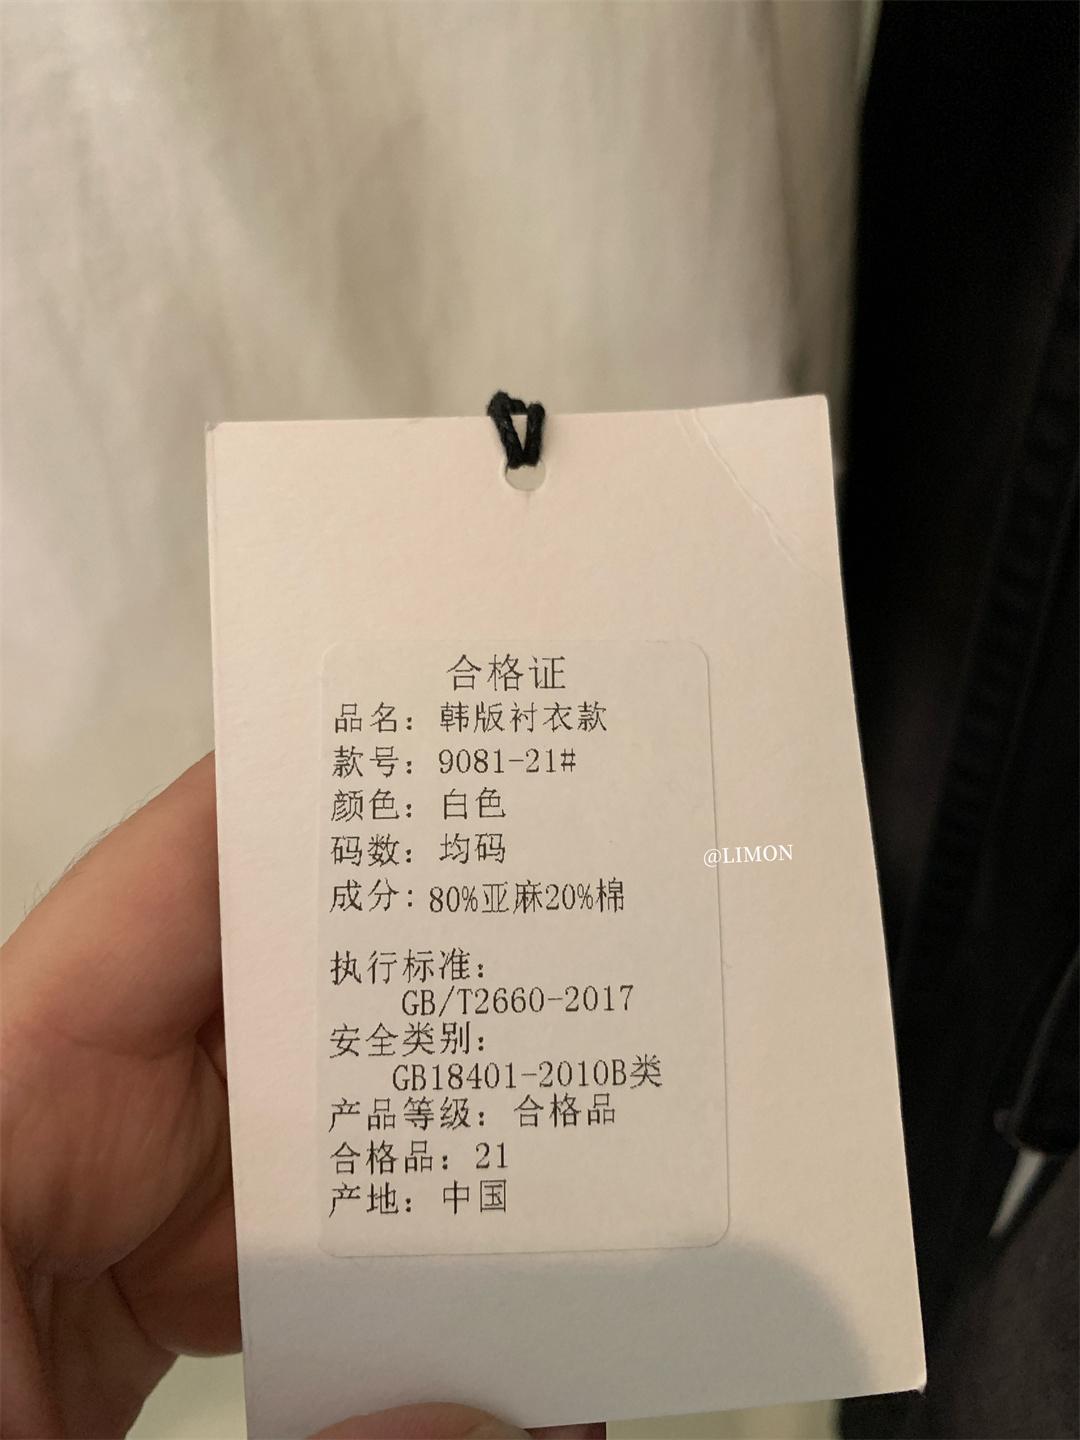 合格证
品名：韩版衬衣款
款号：9081-21#
颜色：白色
码数：均码
成分：80%亚麻20%棉
执行标准：
GB/T2660-2017
安全类别：
GB18401-2010B类
产品等级：合格品
合格品：21
产地：中国
@LIMON